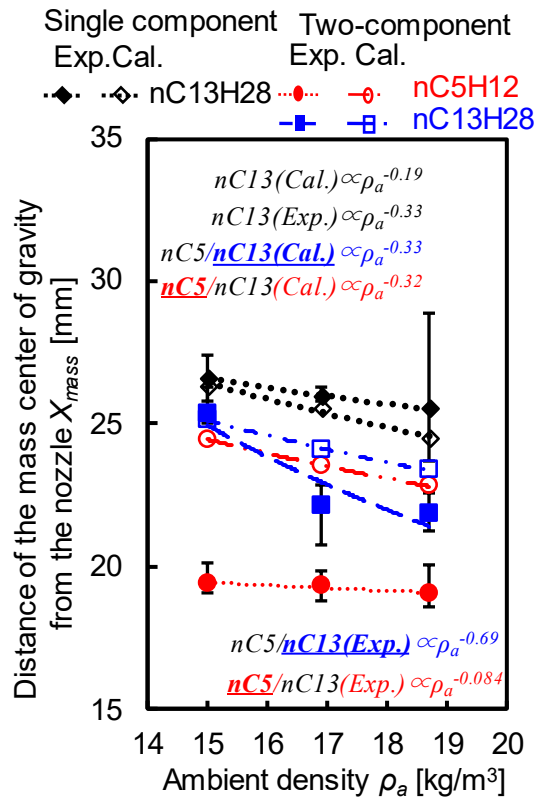 Single component Two-component
Exp.Cal. Exp. Cal.
nC13H28 nC5H12
nC13H28
35
30
25
20
15
nC13(Cal.)∝ρa^-0.19
nC13(Exp.)∝ρa^-0.33
nC5/nC13(Cal.)∝ρa^-0.33
nC5/nC13(Cal.)∝ρa^-0.32
nC5/nC13(Exp.)∝ρa^-0.69
nC5/nC13(Exp.)∝ρa^-0.084
14 15 16 17 18 19 20
Ambient density ρa [kg/m³]
Distance of the mass center of gravity
from the nozzle Xmass [mm]